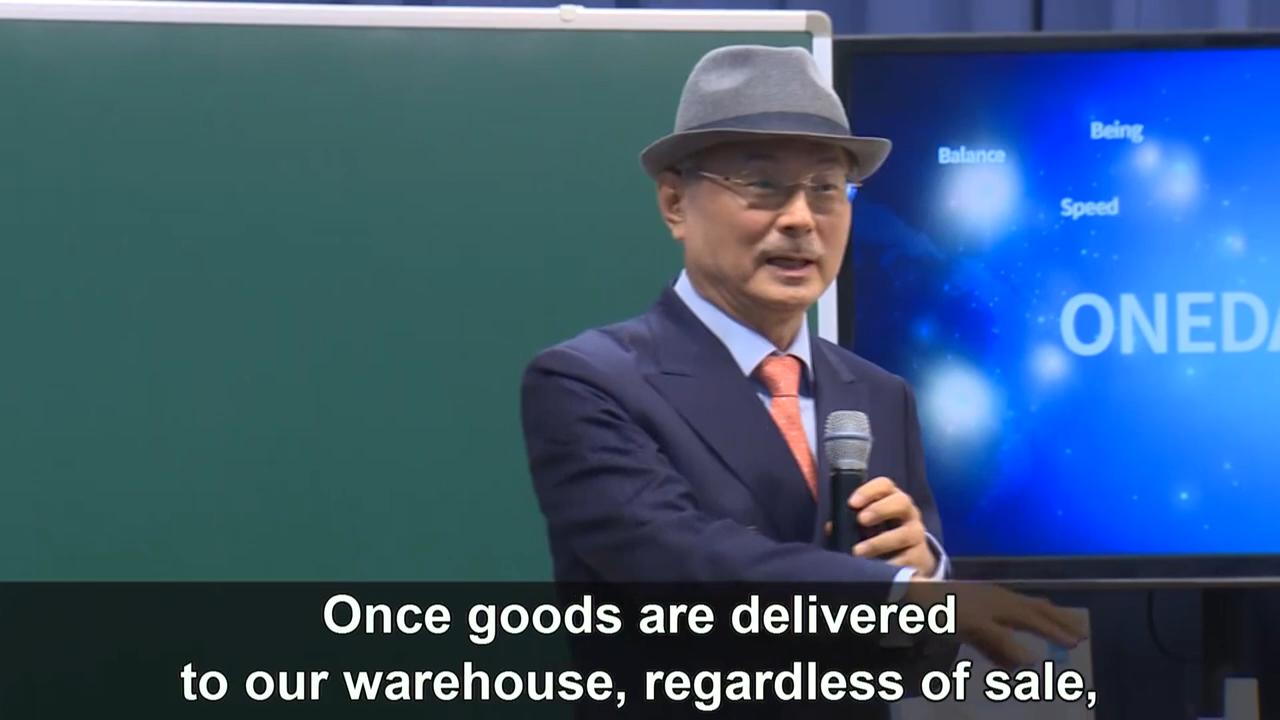 Being
Balance
Speed
ONEDA
Once goods are delivered
to our warehouse, regardless of sale,